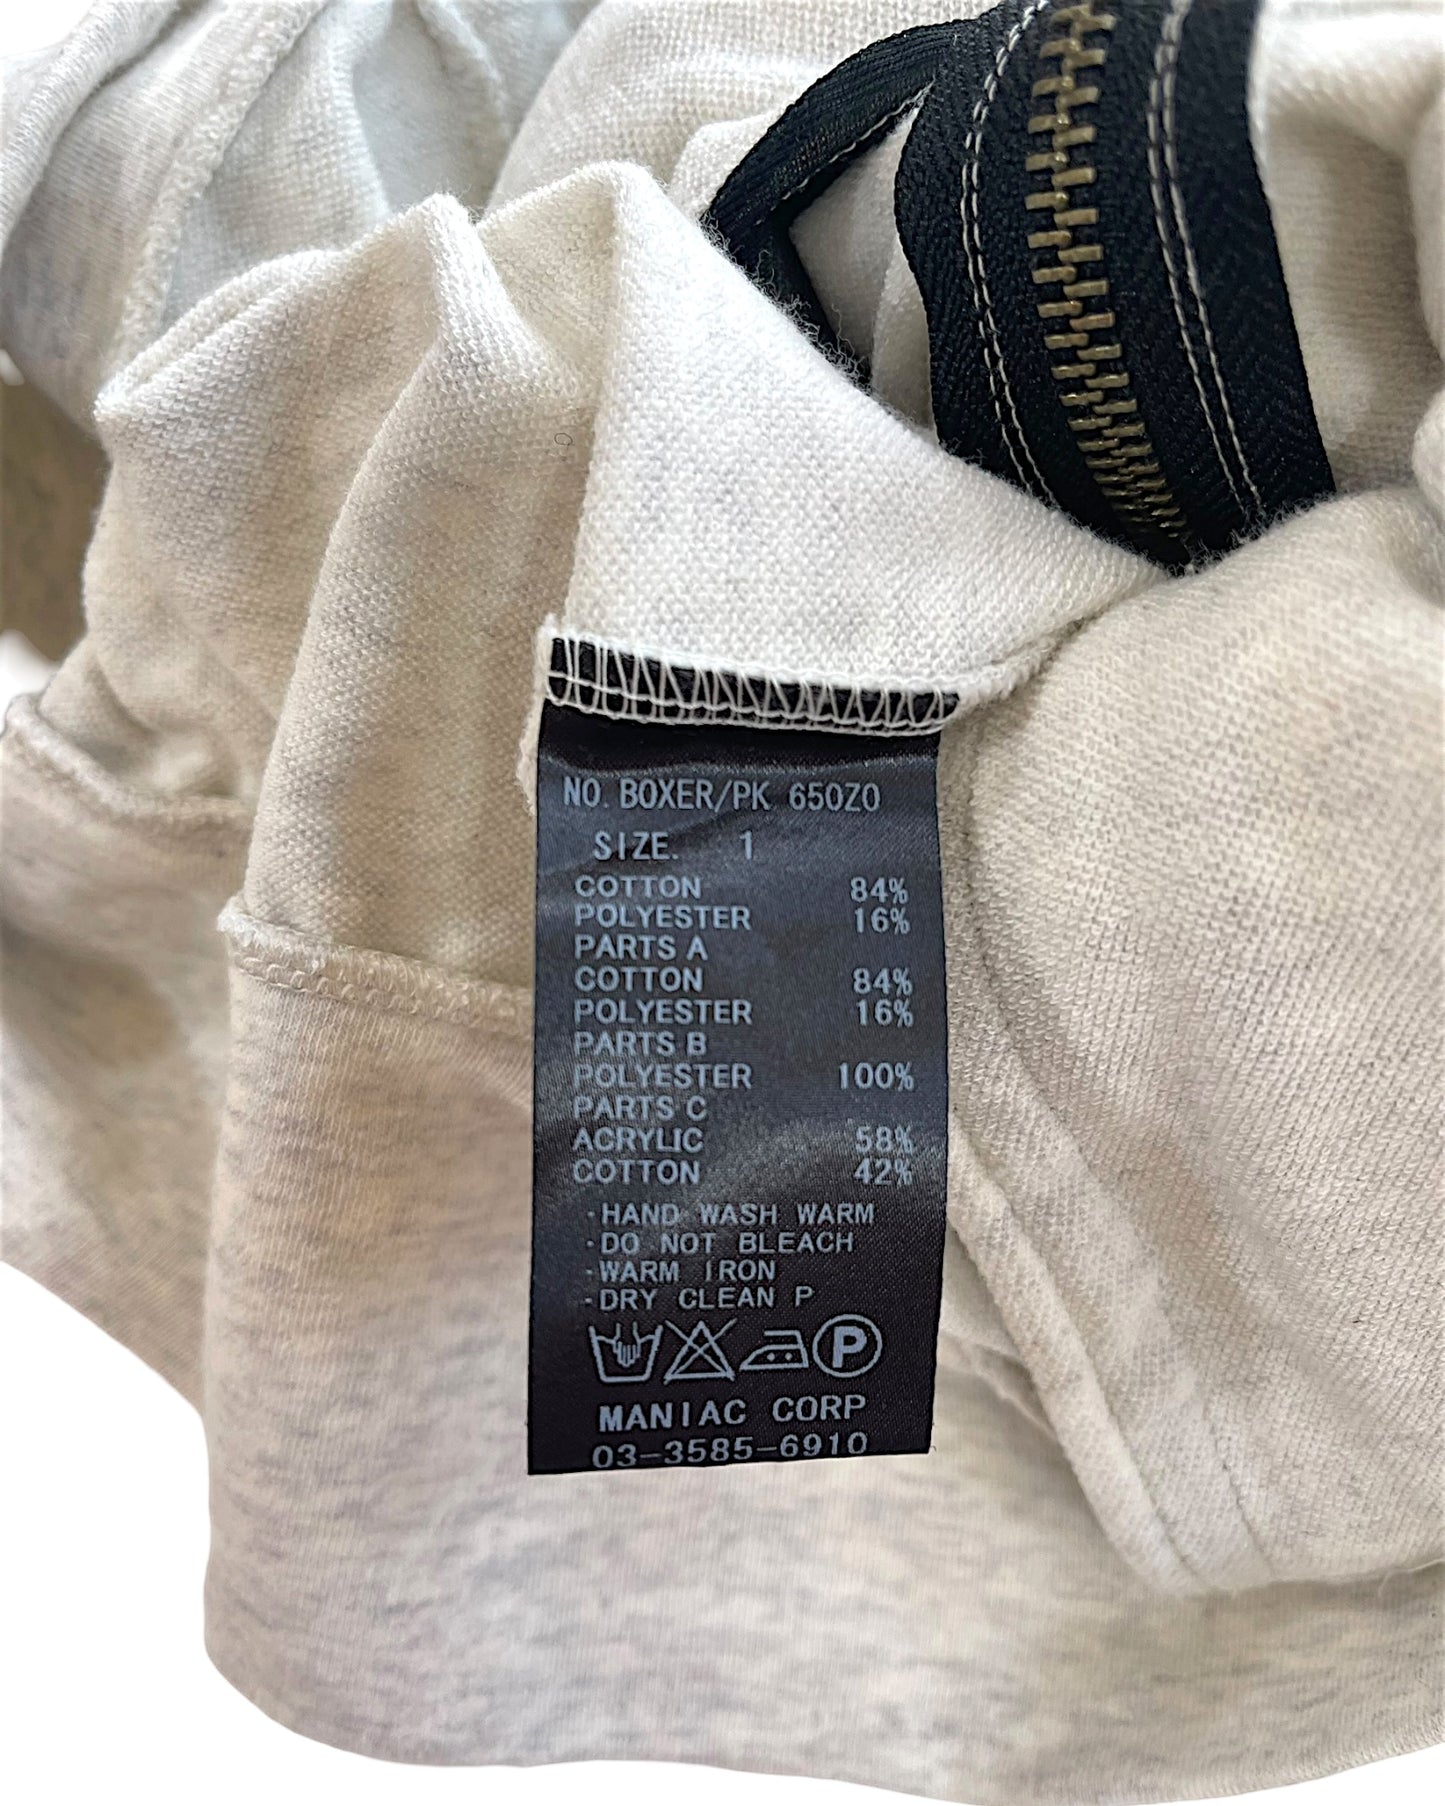 NO. BOXER/PK 650Z0
SIZE. 1
COTTON 84%
POLYESTER 16%
PARTS A
COTTON 84%
POLYESTER 16%
PARTS B
POLYESTER 100%
PARTS C
ACRYLIC 58%
COTTON 42%
·HAND WASH WARM
·DO NOT BLEACH
·WARM IRON
·DRY CLEAN P
P
MANIAC CORP
03-3585-6910